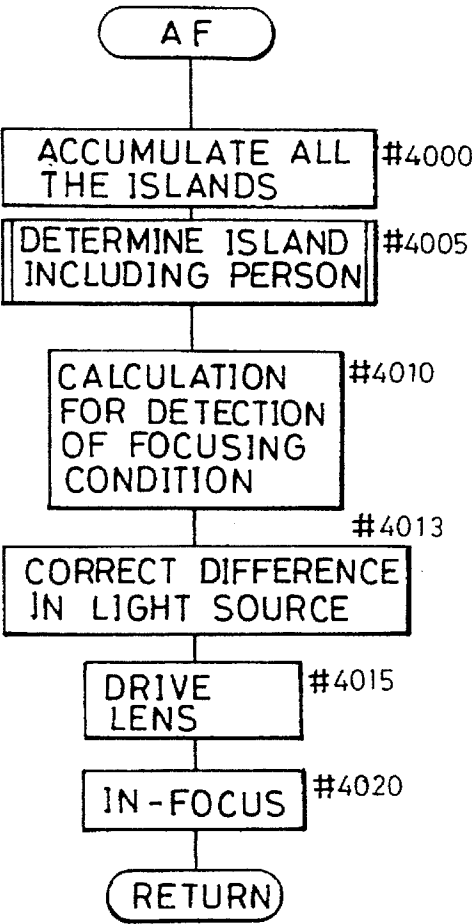 AF
ACCUMULATE ALL #4000
THE ISLANDS
DETERMINE ISLAND #4005
INCLUDING PERSON
CALCULATION #4010
FOR DETECTION
OF FOCUSING
CONDITION
#4013
CORRECT DIFFERENCE
IN LIGHT SOURCE
DRIVE #4015
LENS
IN-FOCUS #4020
RETURN